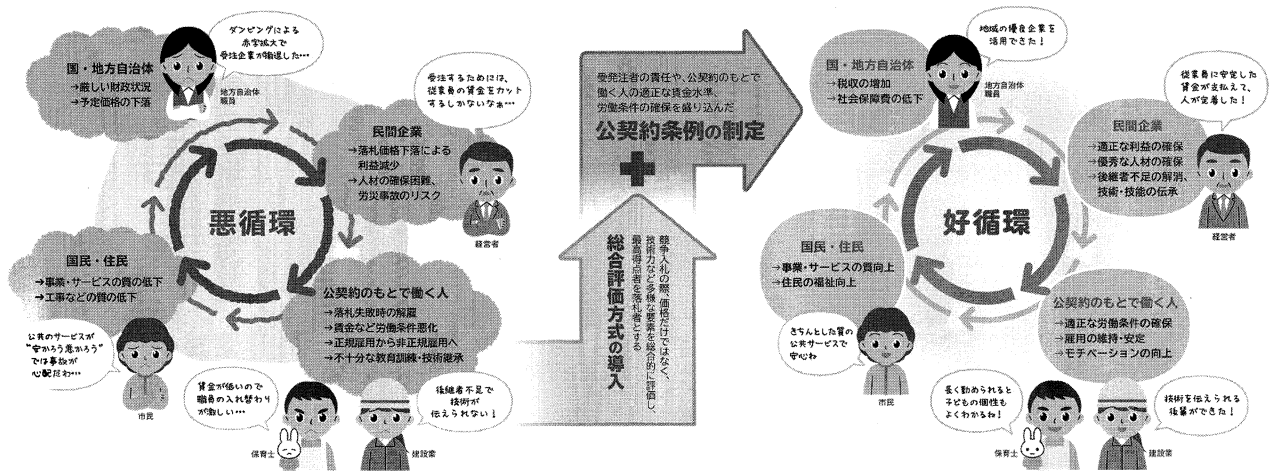 ダンピングによる
赤字拡大で
受注企業が撤退した…
国・地方自治体
→厳しい財政状況
→予定価格の下落
地方自治体
職員
受注するためには、
従業員の賃金をカット
するしかないなぁ…
民間企業
→落札価格下落による
利益減少
→人材の確保困難、
労災事故のリスク
経営者
悪循環
国民・住民
→事業・サービスの質の低下
→工事などの質の低下
公共のサービスが
“安かろう悪かろう”
では事故が
心配だわ…
市民
公契約のもとで働く人
→落札失敗時の解雇
→賃金など労働条件悪化
→正規雇用から非正規雇用へ
→不十分な教育訓練・技術継承
賃金が低いので
職員の入れ替わり
が激しい…
保育士
後継者不足で
技術が
伝えられない!
建設業
受発注者の責任や、公契約のもとで
働く人の適正な賃金水準、
労働条件の確保を盛り込んだ
公契約条例の制定
競争入札の際、価格だけではなく、
技術力など多様な要素を総合的に評価し、
最高得点者を落札者とする
総合評価方式の導入
地域の優良企業を
活用できた!
国・地方自治体
→税収の増加
→社会保障費の低下
地方自治体
職員
従業員に安定した
賃金が支払えて、
人が定着した!
民間企業
→適正な利益の確保
→優秀な人材の確保
→後継者不足の解消、
技術・技能の伝承
経営者
好循環
国民・住民
→事業・サービスの質向上
→住民の福祉向上
きちんとした質の
公共サービスで
安心ね
市民
公契約のもとで働く人
→適正な労働条件の確保
→雇用の維持・安定
→モチベーションの向上
長く勤められると
子どもの個性も
よくわかるね!
保育士
技術を伝えられる
後輩ができた!
建設業